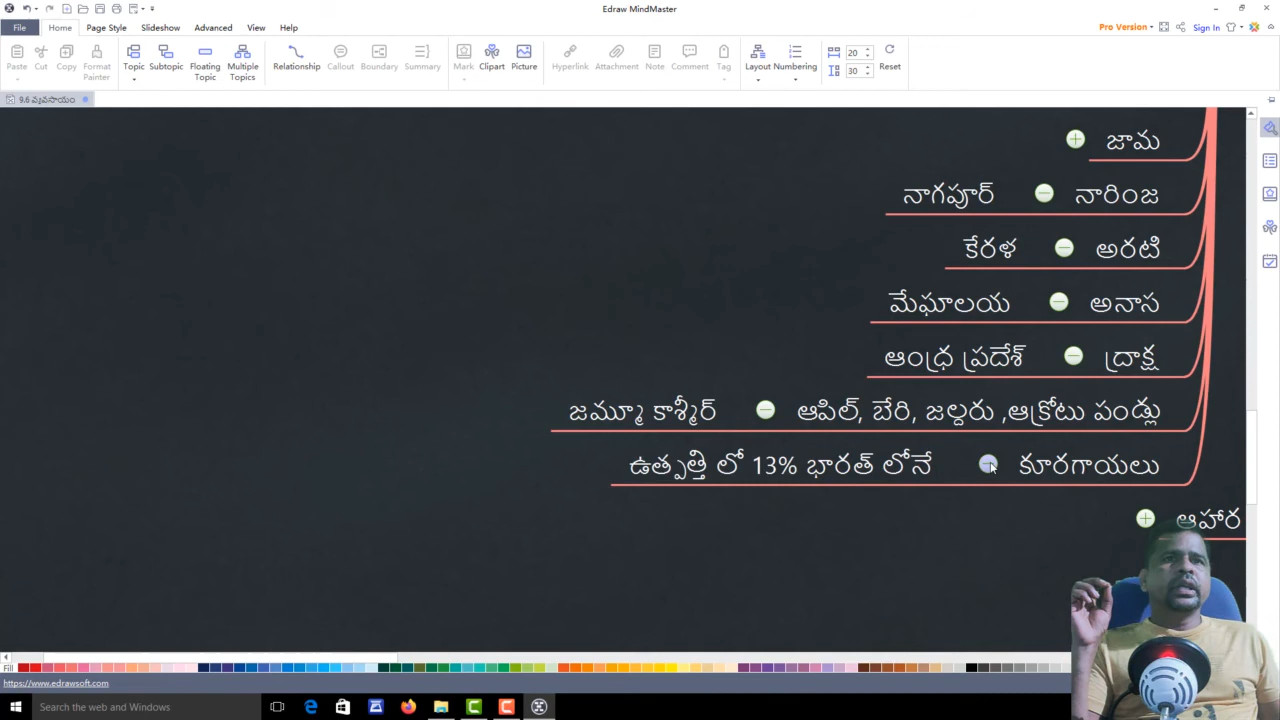 Edraw MindMaster
File Home Page Style Slideshow Advanced View Help
Pro Version Sign In
Paste Cut Copy Format Painter Topic Subtopic Floating Topic Multiple Topics Relationship Callout Boundary Summary Mark Clipart Picture Hyperlink Attachment Note Comment Tag Layout Numbering 20 30 Reset
9.6 వ్యవసాయం
జామ
నాగపూర్ నారింజ
కేరళ అరటి
మేఘాలయ అనాస
ఆంధ్ర ప్రదేశ్ ద్రాక్ష
జమ్మూ కాశ్మీర్ ఆపిల్, బేరి, జల్దరు ,ఆక్రోటు పండ్లు
ఉత్పత్తి లో 13% భారత్ లోనే కూరగాయలు
ఆహార
Fill
https://www.edrawsoft.com
Search the web and Windows